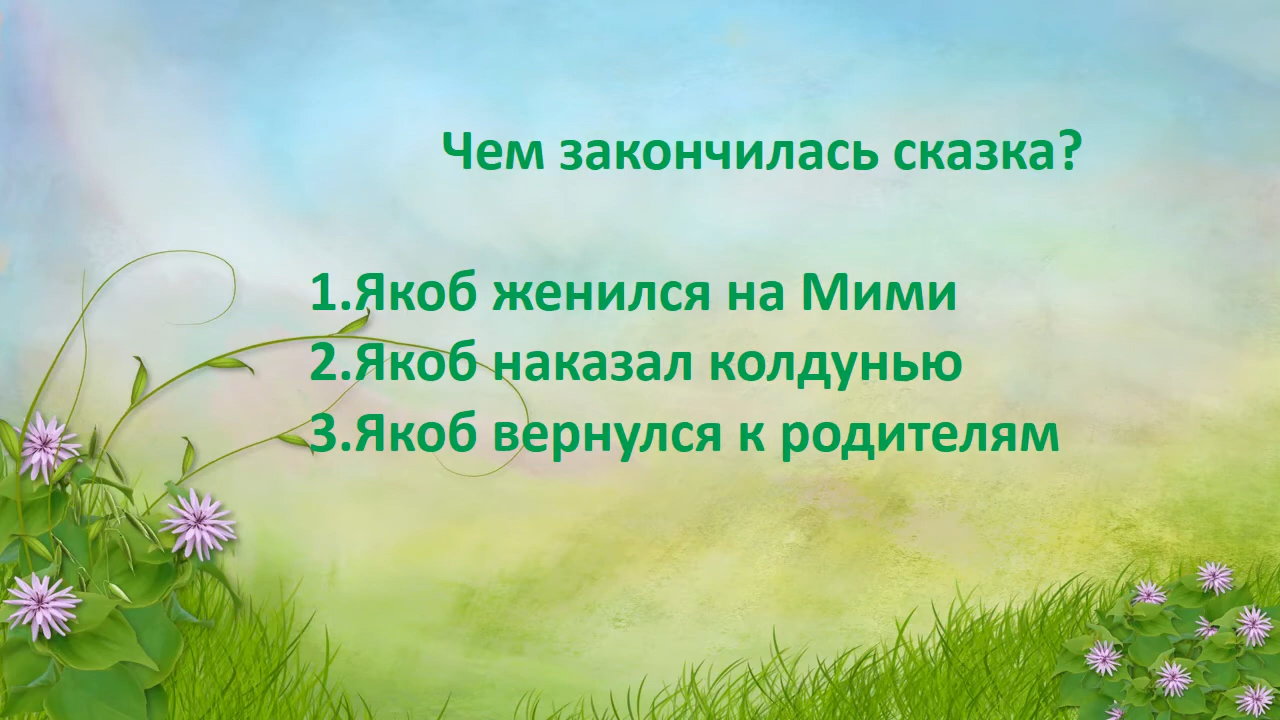 Чем закончилась сказка?
1.Якоб женился на Мими
2.Якоб наказал колдунью
3.Якоб вернулся к родителям